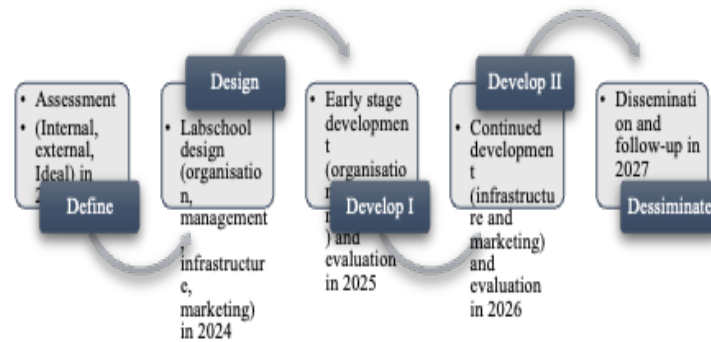 • Assessment
• (Internal,
external,
Ideal) in
Define
Design
• Labschool
design
(organisatio
n,
management
,
infrastructur
e,
marketing)
in 2024
• Early stage
developmen
t
(organisatio
Develop I
) and
evaluation
in 2025
Develop II
• Continued
developmen
t
(infrastructu
re and
marketing)
and
evaluation
in 2026
• Disseminati
on and
follow-up in
2027
Dessiminate